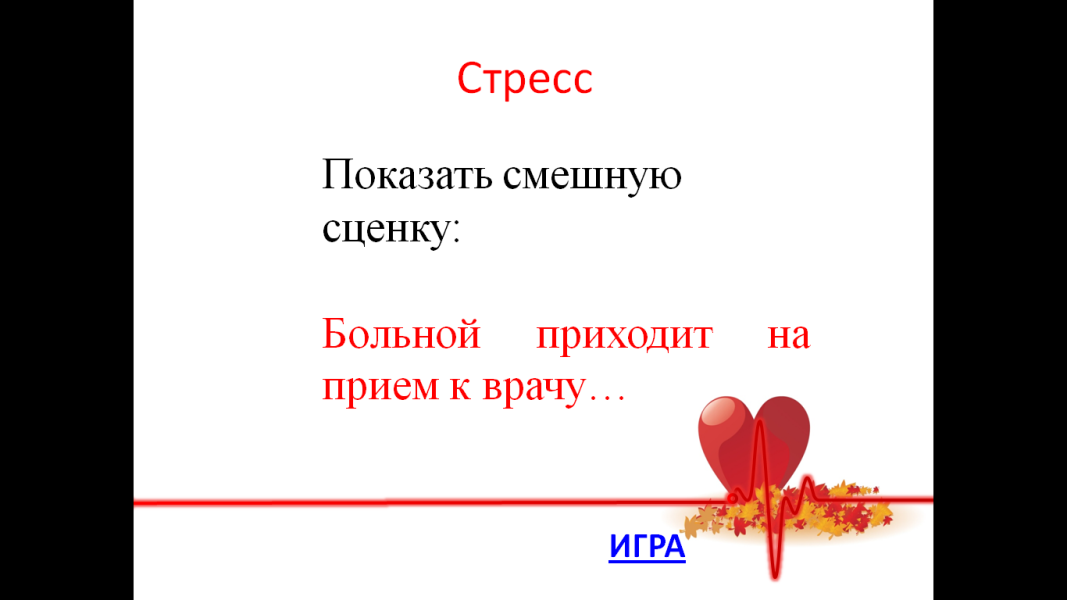 Стресс
Показать смешную
сценку:
Больной приходит на
прием к врачу…
ИГРА